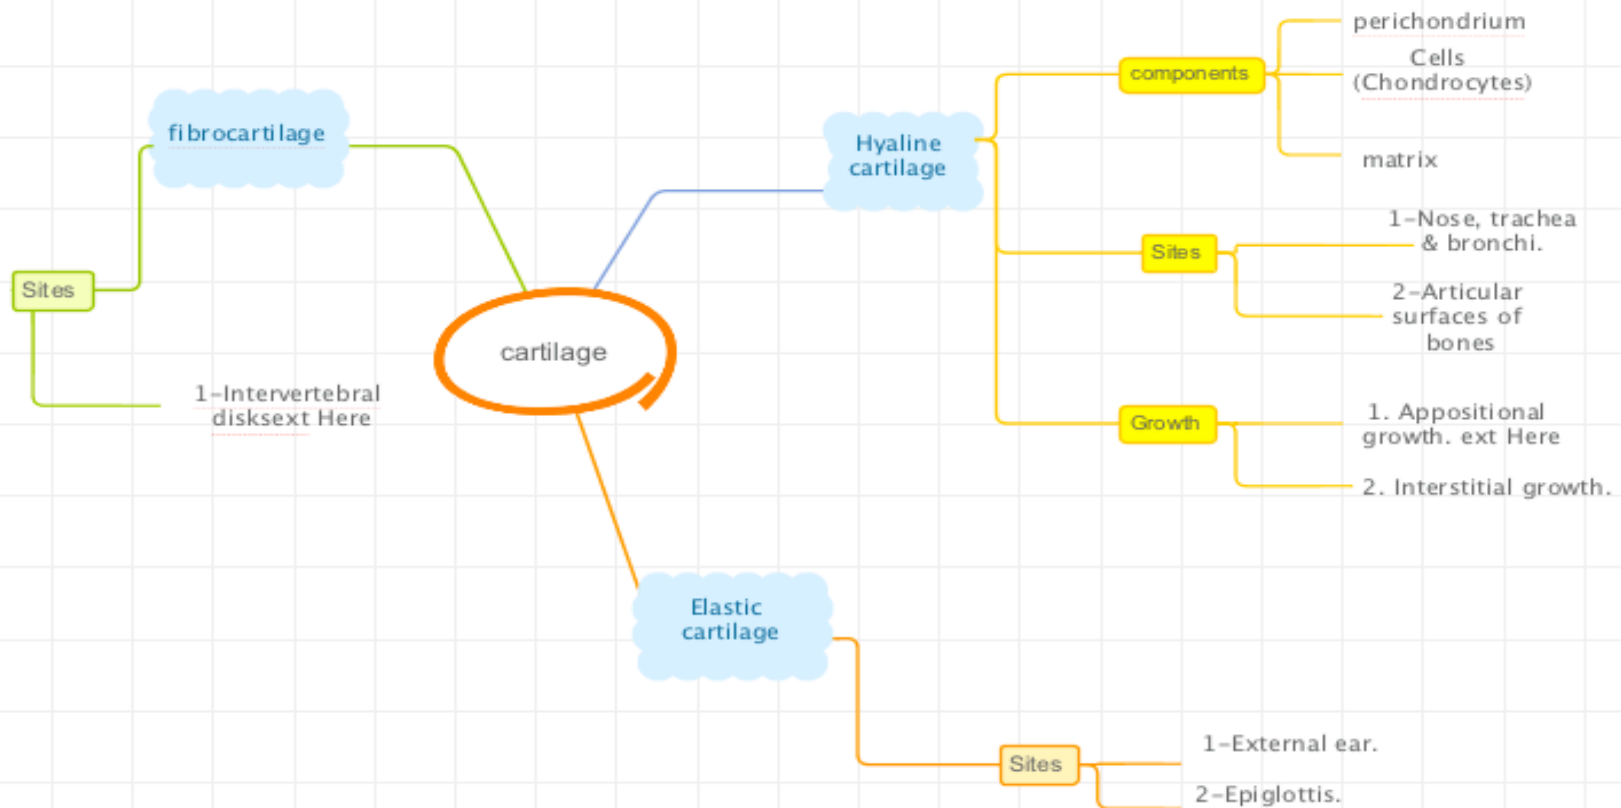 perichondrium
Cells
(Chondrocytes)
components
matrix
fibrocartilage
Hyaline
cartilage
1-Nose, trachea
& bronchi.
Sites
2-Articular
surfaces of
bones
Sites
cartilage
1-Intervertebral
disksext Here
Growth
1. Appositional
growth. ext Here
2. Interstitial growth.
Elastic
cartilage
Sites
1-External ear.
2-Epiglottis.